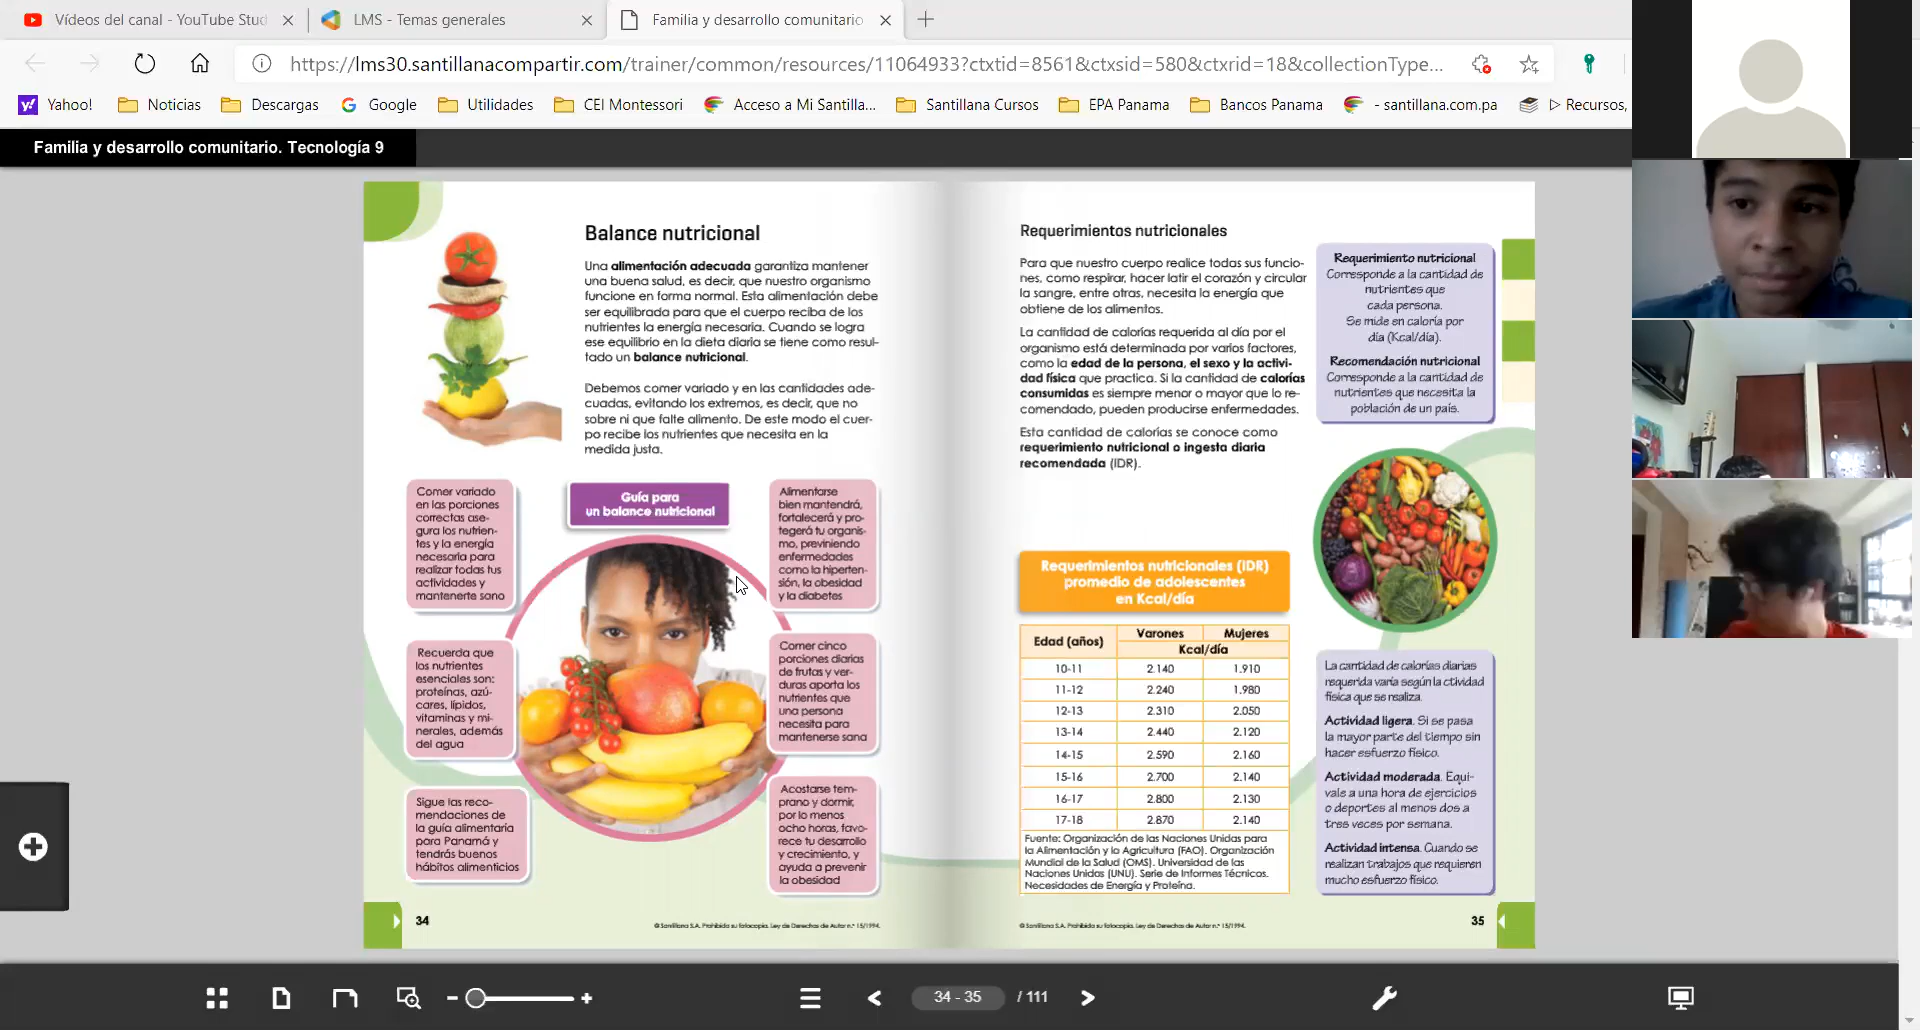 Vídeos del canal - YouTube Stud
LMS - Temas generales
Familia y desarrollo comunitario
https://lms30.santillanacompartir.com/trainer/common/resources/11064933?ctxtid=8561&ctxsid=580&ctxrid=18&collectionType...
Yahoo!
Noticias
Descargas
Google
Utilidades
CEI Montessori
Acceso a Mi Santilla...
Santillana Cursos
EPA Panama
Bancos Panama
- santillana.com.pa
Recursos,
Familia y desarrollo comunitario. Tecnología 9
Balance nutricional
Una alimentación adecuada garantiza mantener
una buena salud, es decir, que nuestro organismo
funcione en forma normal. Esta alimentación debe
ser equilibrada para que el cuerpo reciba de los
nutrientes la energía necesaria. Cuando se logra
ese equilibrio en la dieta diaria se tiene como resul-
tado un balance nutricional.
Debemos comer variado y en las cantidades ade-
cuadas, evitando los extremos, es decir, que no
sobre ni que falte alimento. De este modo el cuer-
po recibe los nutrientes que necesita en la
medida justa.
Guía para
un balance nutricional
Comer variado
en las porciones
correctas ase-
gura los nutrien-
tes y la energía
necesaria para
realizar todas tus
actividades y
mantenerte sano
Recuerda que
los nutrientes
esenciales son:
proteínas, azú-
cares, lípidos,
vitaminas y mi-
nerales, además
del agua
Sigue las reco-
mendaciones de
la guía alimentaria
para Panamá y
tendrás buenos
hábitos alimenticios
Alimentarse
bien mantendrá,
fortalecerá y pro-
tegerá tu organis-
mo, previniendo
enfermedades
como la hiperten-
sión, la obesidad
y la diabetes
Comer cinco
porciones diarias
de frutas y ver-
duras aporta los
nutrientes que
una persona
necesita para
mantenerse sana
Acostarse tem-
prano y dormir,
por lo menos
ocho horas, favo-
rece tu desarrollo
y crecimiento, y
ayuda a prevenir
la obesidad
34
© Santillana S.A. Prohibida su fotocopia. Ley de Derechos de Autor n.° 15/1994.
Requerimientos nutricionales
Para que nuestro cuerpo realice todas sus funcio-
nes, como respirar, hacer latir el corazón y circular
la sangre, entre otras, necesita la energía que
obtiene de los alimentos.
La cantidad de calorías requerida al día por el
organismo está determinada por varios factores,
como la edad de la persona, el sexo y la activi-
dad física que practica. Si la cantidad de calorías
consumidas es siempre menor o mayor que lo re-
comendado, pueden producirse enfermedades.
Esta cantidad de calorías se conoce como
requerimiento nutricional o ingesta diaria
recomendada (IDR).
Requerimiento nutricional
Corresponde a la cantidad de
nutrientes que
cada persona.
Se mide en caloría por
día (Kcal/día).
Recomendación nutricional
Corresponde a la cantidad de
nutrientes que necesita la
población de un país.
Requerimientos nutricionales (IDR)
promedio de adolescentes
en Kcal/día
Edad (años) Varones Mujeres
Kcal/día
10-11 2.140 1.910
11-12 2.240 1.980
12-13 2.310 2.050
13-14 2.440 2.120
14-15 2.590 2.160
15-16 2.700 2.140
16-17 2.800 2.130
17-18 2.870 2.140
Fuente: Organización de las Naciones Unidas para
la Alimentación y la Agricultura (FAO). Organización
Mundial de la Salud (OMS). Universidad de las
Naciones Unidas (UNU). Serie de Informes Técnicos.
Necesidades de Energía y Proteína.
La cantidad de calorías diarias
requerida varía según la ctividad
física que se realiza.
Actividad ligera. Si se pasa
la mayor parte del tiempo sin
hacer esfuerzo físico.
Actividad moderada. Equi-
vale a una hora de ejercicios
o deportes al menos dos a
tres veces por semana.
Actividad intensa. Cuando se
realizan trabajos que requieren
mucho esfuerzo físico.
© Santillana S.A. Prohibida su fotocopia. Ley de Derechos de Autor n.° 15/1994.
35
34 - 35 / 111